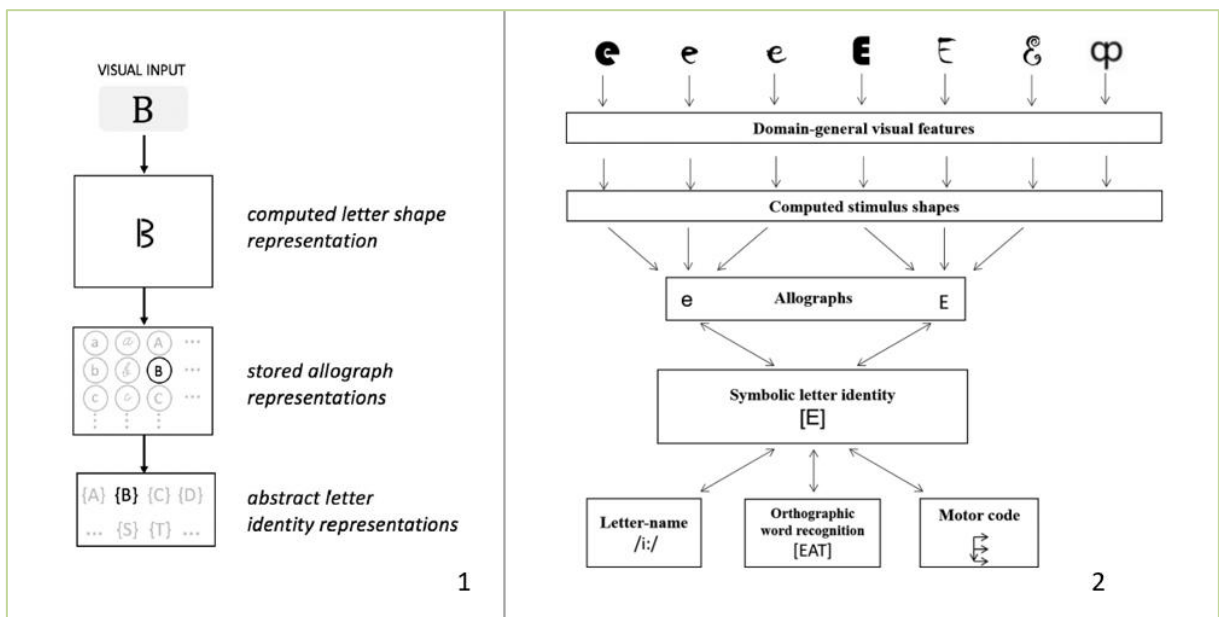 VISUAL INPUT
B
B
computed letter shape
representation
a a A ...
b b B ...
c c C ...
stored allograph
representations
{A} {B} {C} {D}
... {S} {T} ...
abstract letter
identity representations
1
e e e E E E
Domain-general visual features
Computed stimulus shapes
e Allographs E
Symbolic letter identity
[E]
Letter-name
/i:/
Orthographic
word recognition
[EAT]
Motor code
2